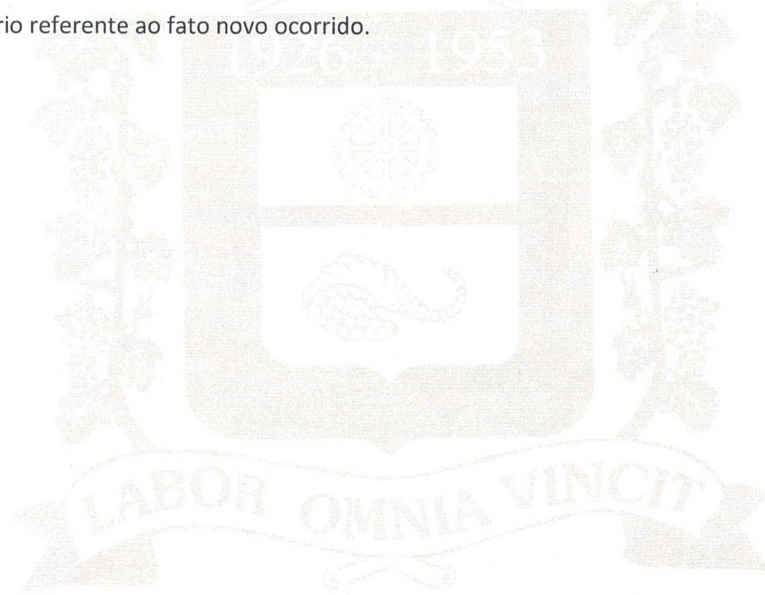 rio referente ao fato novo ocorrido.
1926 - 1953
LABOR OMNIA VINCIT